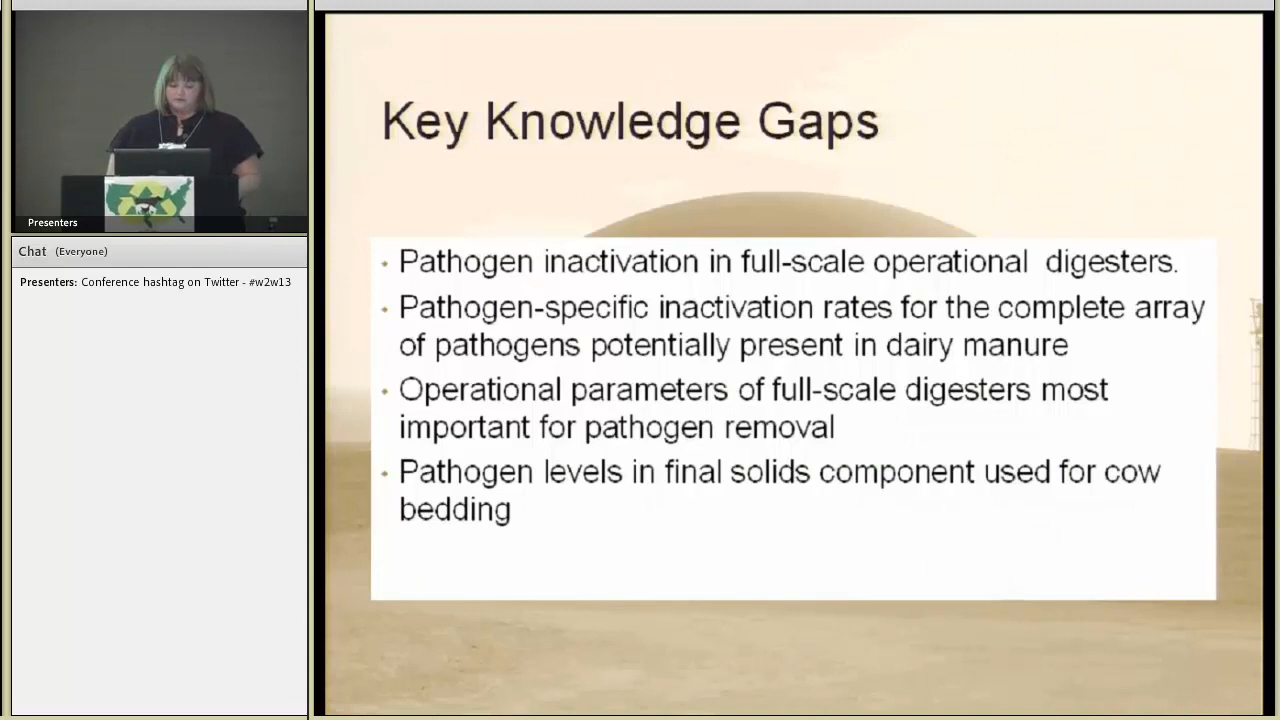 Presenters
Chat (Everyone)
Presenters: Conference hashtag on Twitter - #w2w13
Key Knowledge Gaps
• Pathogen inactivation in full-scale operational digesters.
• Pathogen-specific inactivation rates for the complete array
of pathogens potentially present in dairy manure
• Operational parameters of full-scale digesters most
important for pathogen removal
• Pathogen levels in final solids component used for cow
bedding